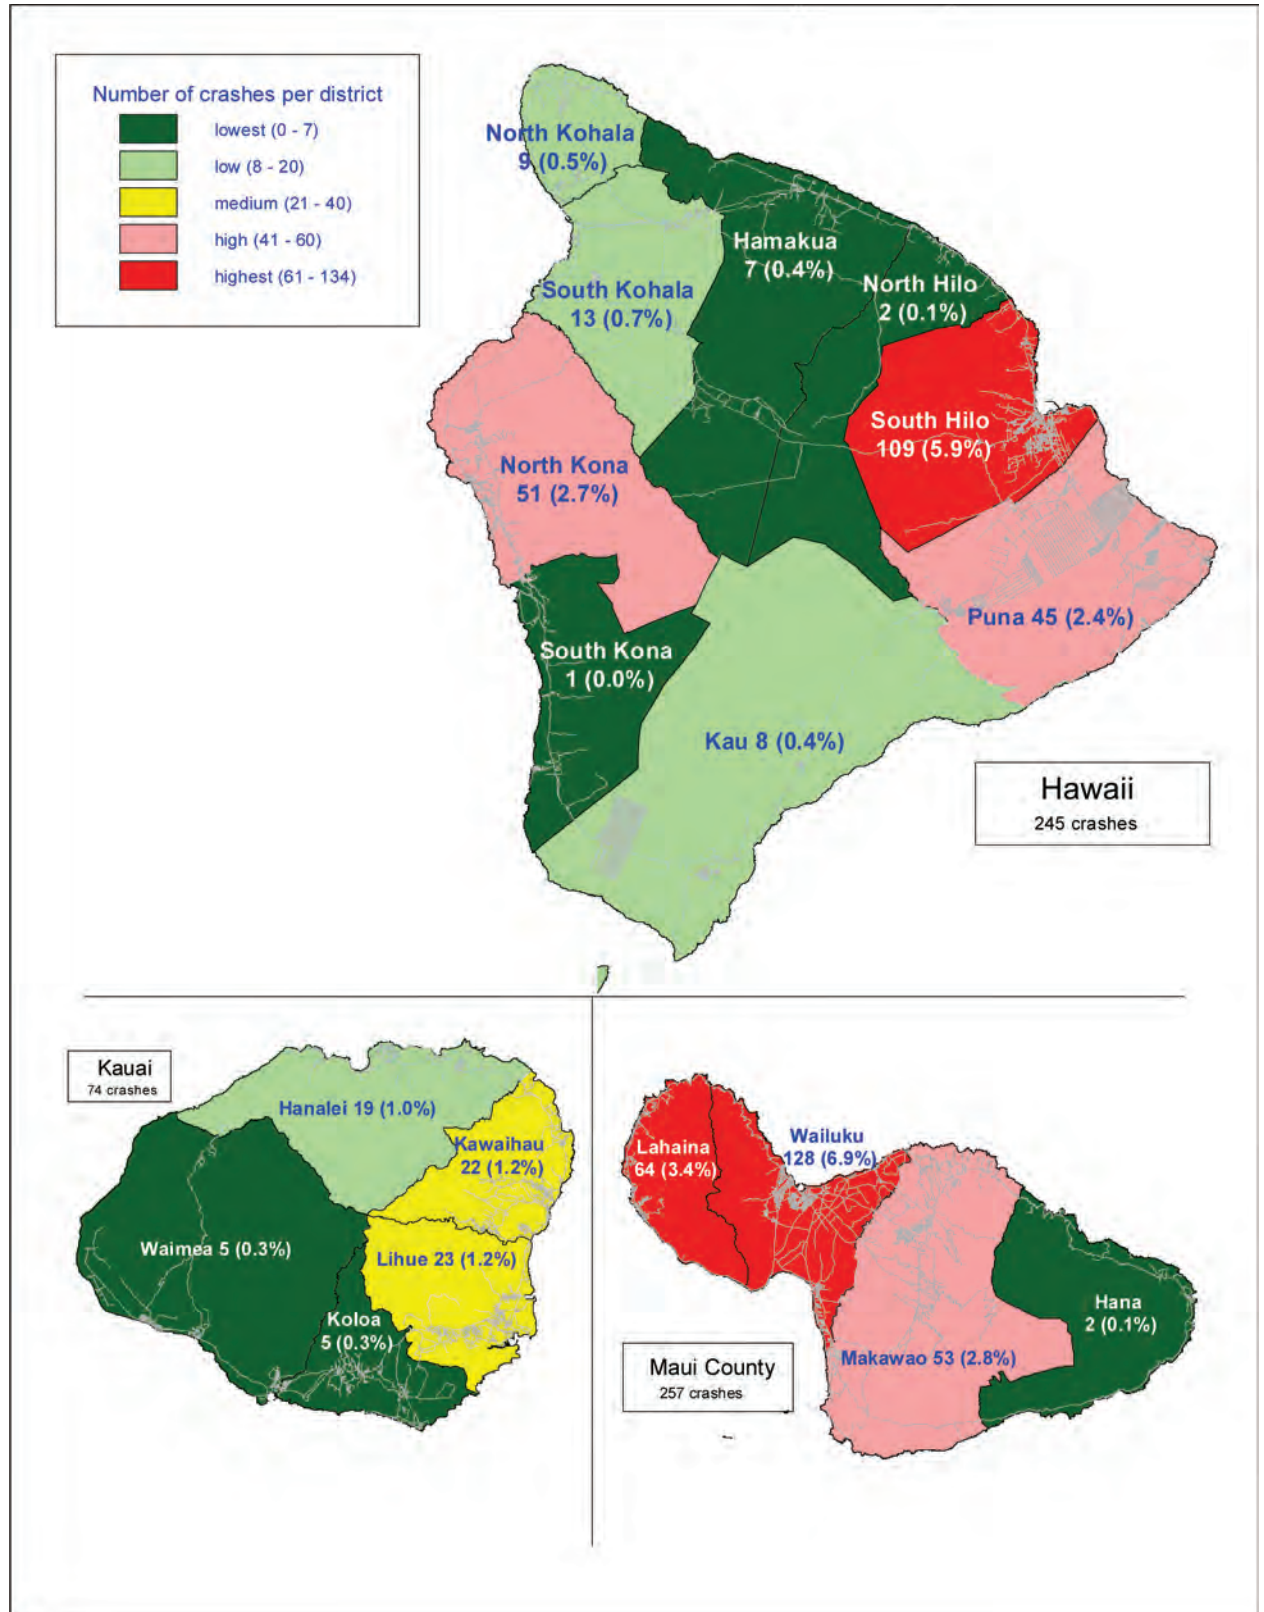 Number of crashes per district
lowest (0 - 7)
low (8 - 20)
medium (21 - 40)
high (41 - 60)
highest (61 - 134)
North Kohala
9 (0.5%)
Hamakua
7 (0.4%)
North Hilo
2 (0.1%)
South Kohala
13 (0.7%)
South Hilo
109 (5.9%)
North Kona
51 (2.7%)
Puna 45 (2.4%)
South Kona
1 (0.0%)
Kau 8 (0.4%)
Hawaii
245 crashes
Kauai
74 crashes
Hanalei 19 (1.0%)
Kawaihau
22 (1.2%)
Waimea 5 (0.3%)
Lihue 23 (1.2%)
Koloa
5 (0.3%)
Lahaina
64 (3.4%)
Wailuku
128 (6.9%)
Hana
2 (0.1%)
Makawao 53 (2.8%)
Maui County
257 crashes